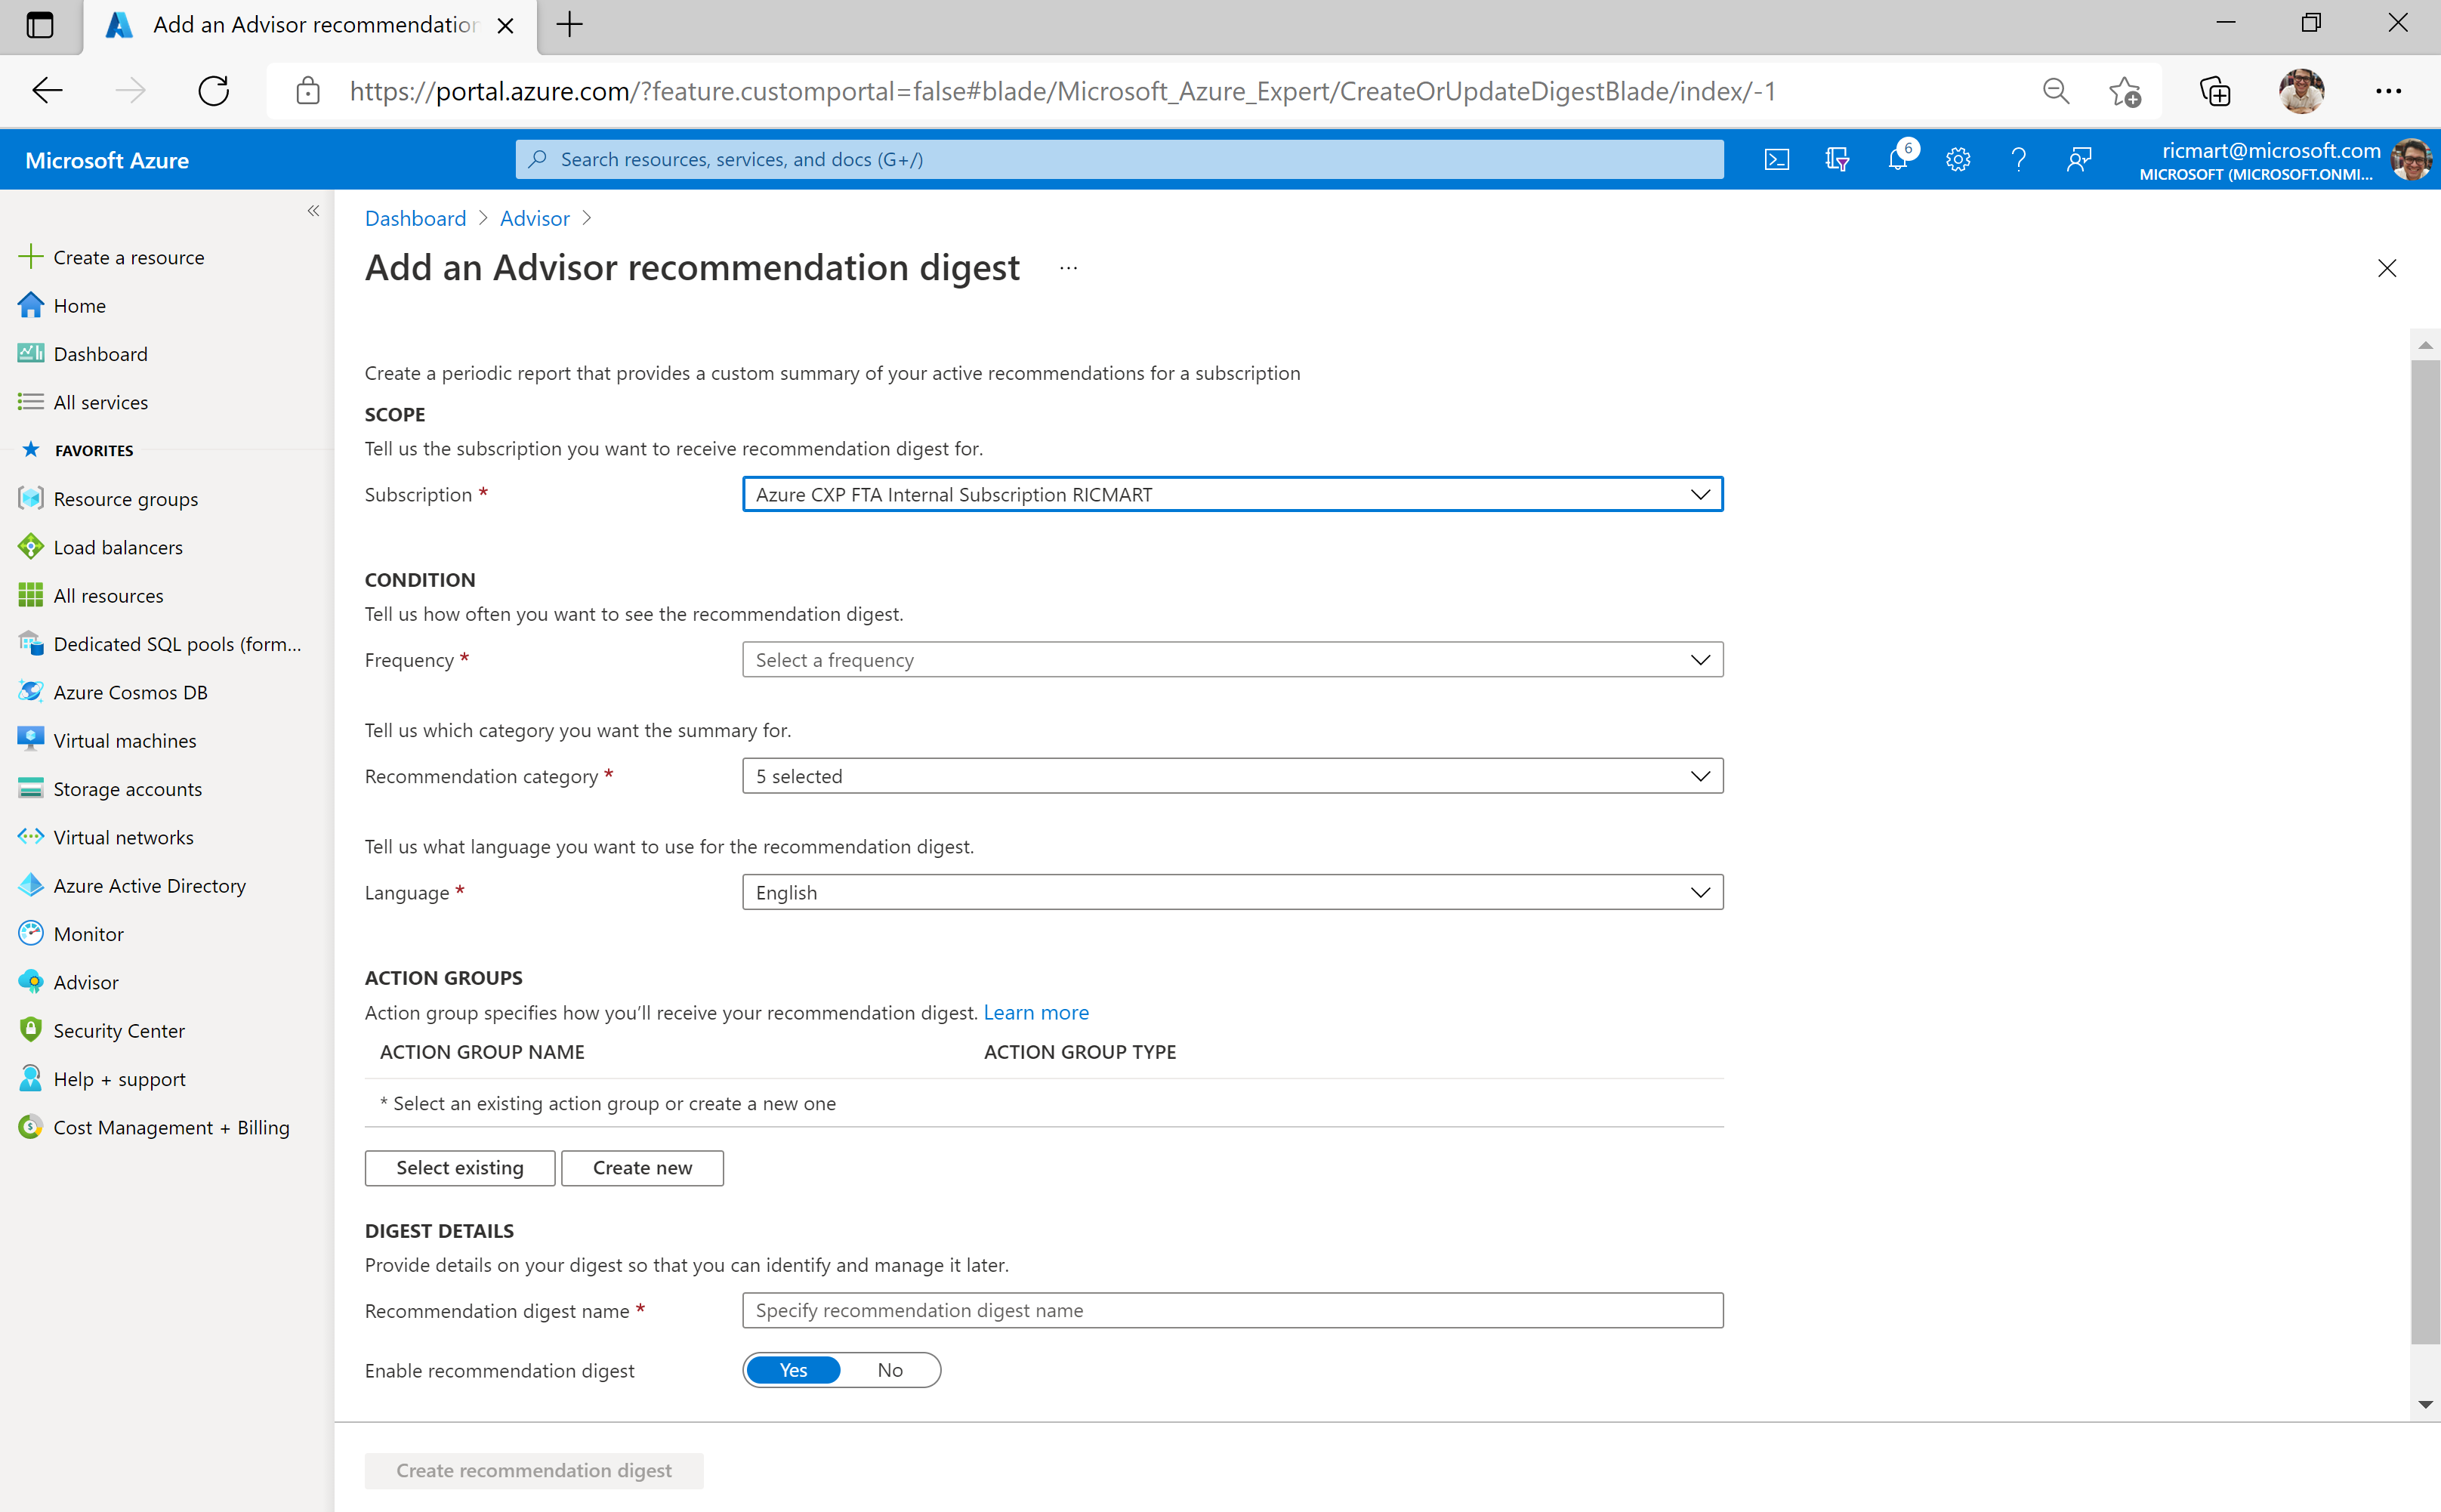 Add an Advisor recommendation
https://portal.azure.com/?feature.customportal=false#blade/Microsoft_Azure_Expert/CreateOrUpdateDigestBlade/index/-1
Microsoft Azure
Search resources, services, and docs (G+/)
6
ricmart@microsoft.com
MICROSOFT (MICROSOFT.ONMI...
Create a resource
Home
Dashboard
All services
FAVORITES
Resource groups
Load balancers
All resources
Dedicated SQL pools (form...
Azure Cosmos DB
Virtual machines
Storage accounts
Virtual networks
Azure Active Directory
Monitor
Advisor
Security Center
Help + support
Cost Management + Billing
Dashboard > Advisor >
Add an Advisor recommendation digest ...
Create a periodic report that provides a custom summary of your active recommendations for a subscription
SCOPE
Tell us the subscription you want to receive recommendation digest for.
Subscription * Azure CXP FTA Internal Subscription RICMART
CONDITION
Tell us how often you want to see the recommendation digest.
Frequency * Select a frequency
Tell us which category you want the summary for.
Recommendation category * 5 selected
Tell us what language you want to use for the recommendation digest.
Language * English
ACTION GROUPS
Action group specifies how you’ll receive your recommendation digest. Learn more
ACTION GROUP NAME ACTION GROUP TYPE
* Select an existing action group or create a new one
Select existing Create new
DIGEST DETAILS
Provide details on your digest so that you can identify and manage it later.
Recommendation digest name * Specify recommendation digest name
Enable recommendation digest Yes No
Create recommendation digest